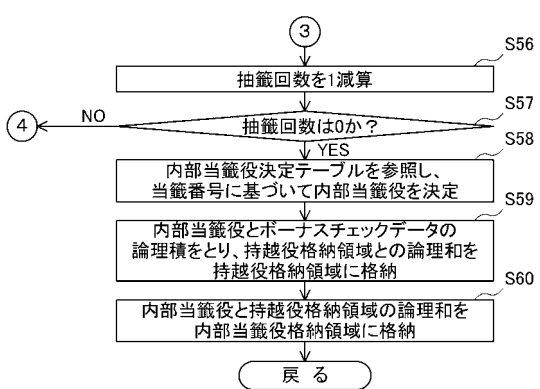 3
S56
抽籤回数を1減算
S57
4
NO
抽籤回数は0か？
YES
S58
内部当籤役決定テーブルを参照し、
当籤番号に基づいて内部当籤役を決定
S59
内部当籤役とボーナスチェックデータの
論理積をとり、持越役格納領域との論理和を
持越役格納領域に格納
S60
内部当籤役と持越役格納領域の論理和を
内部当籤役格納領域に格納
戻る